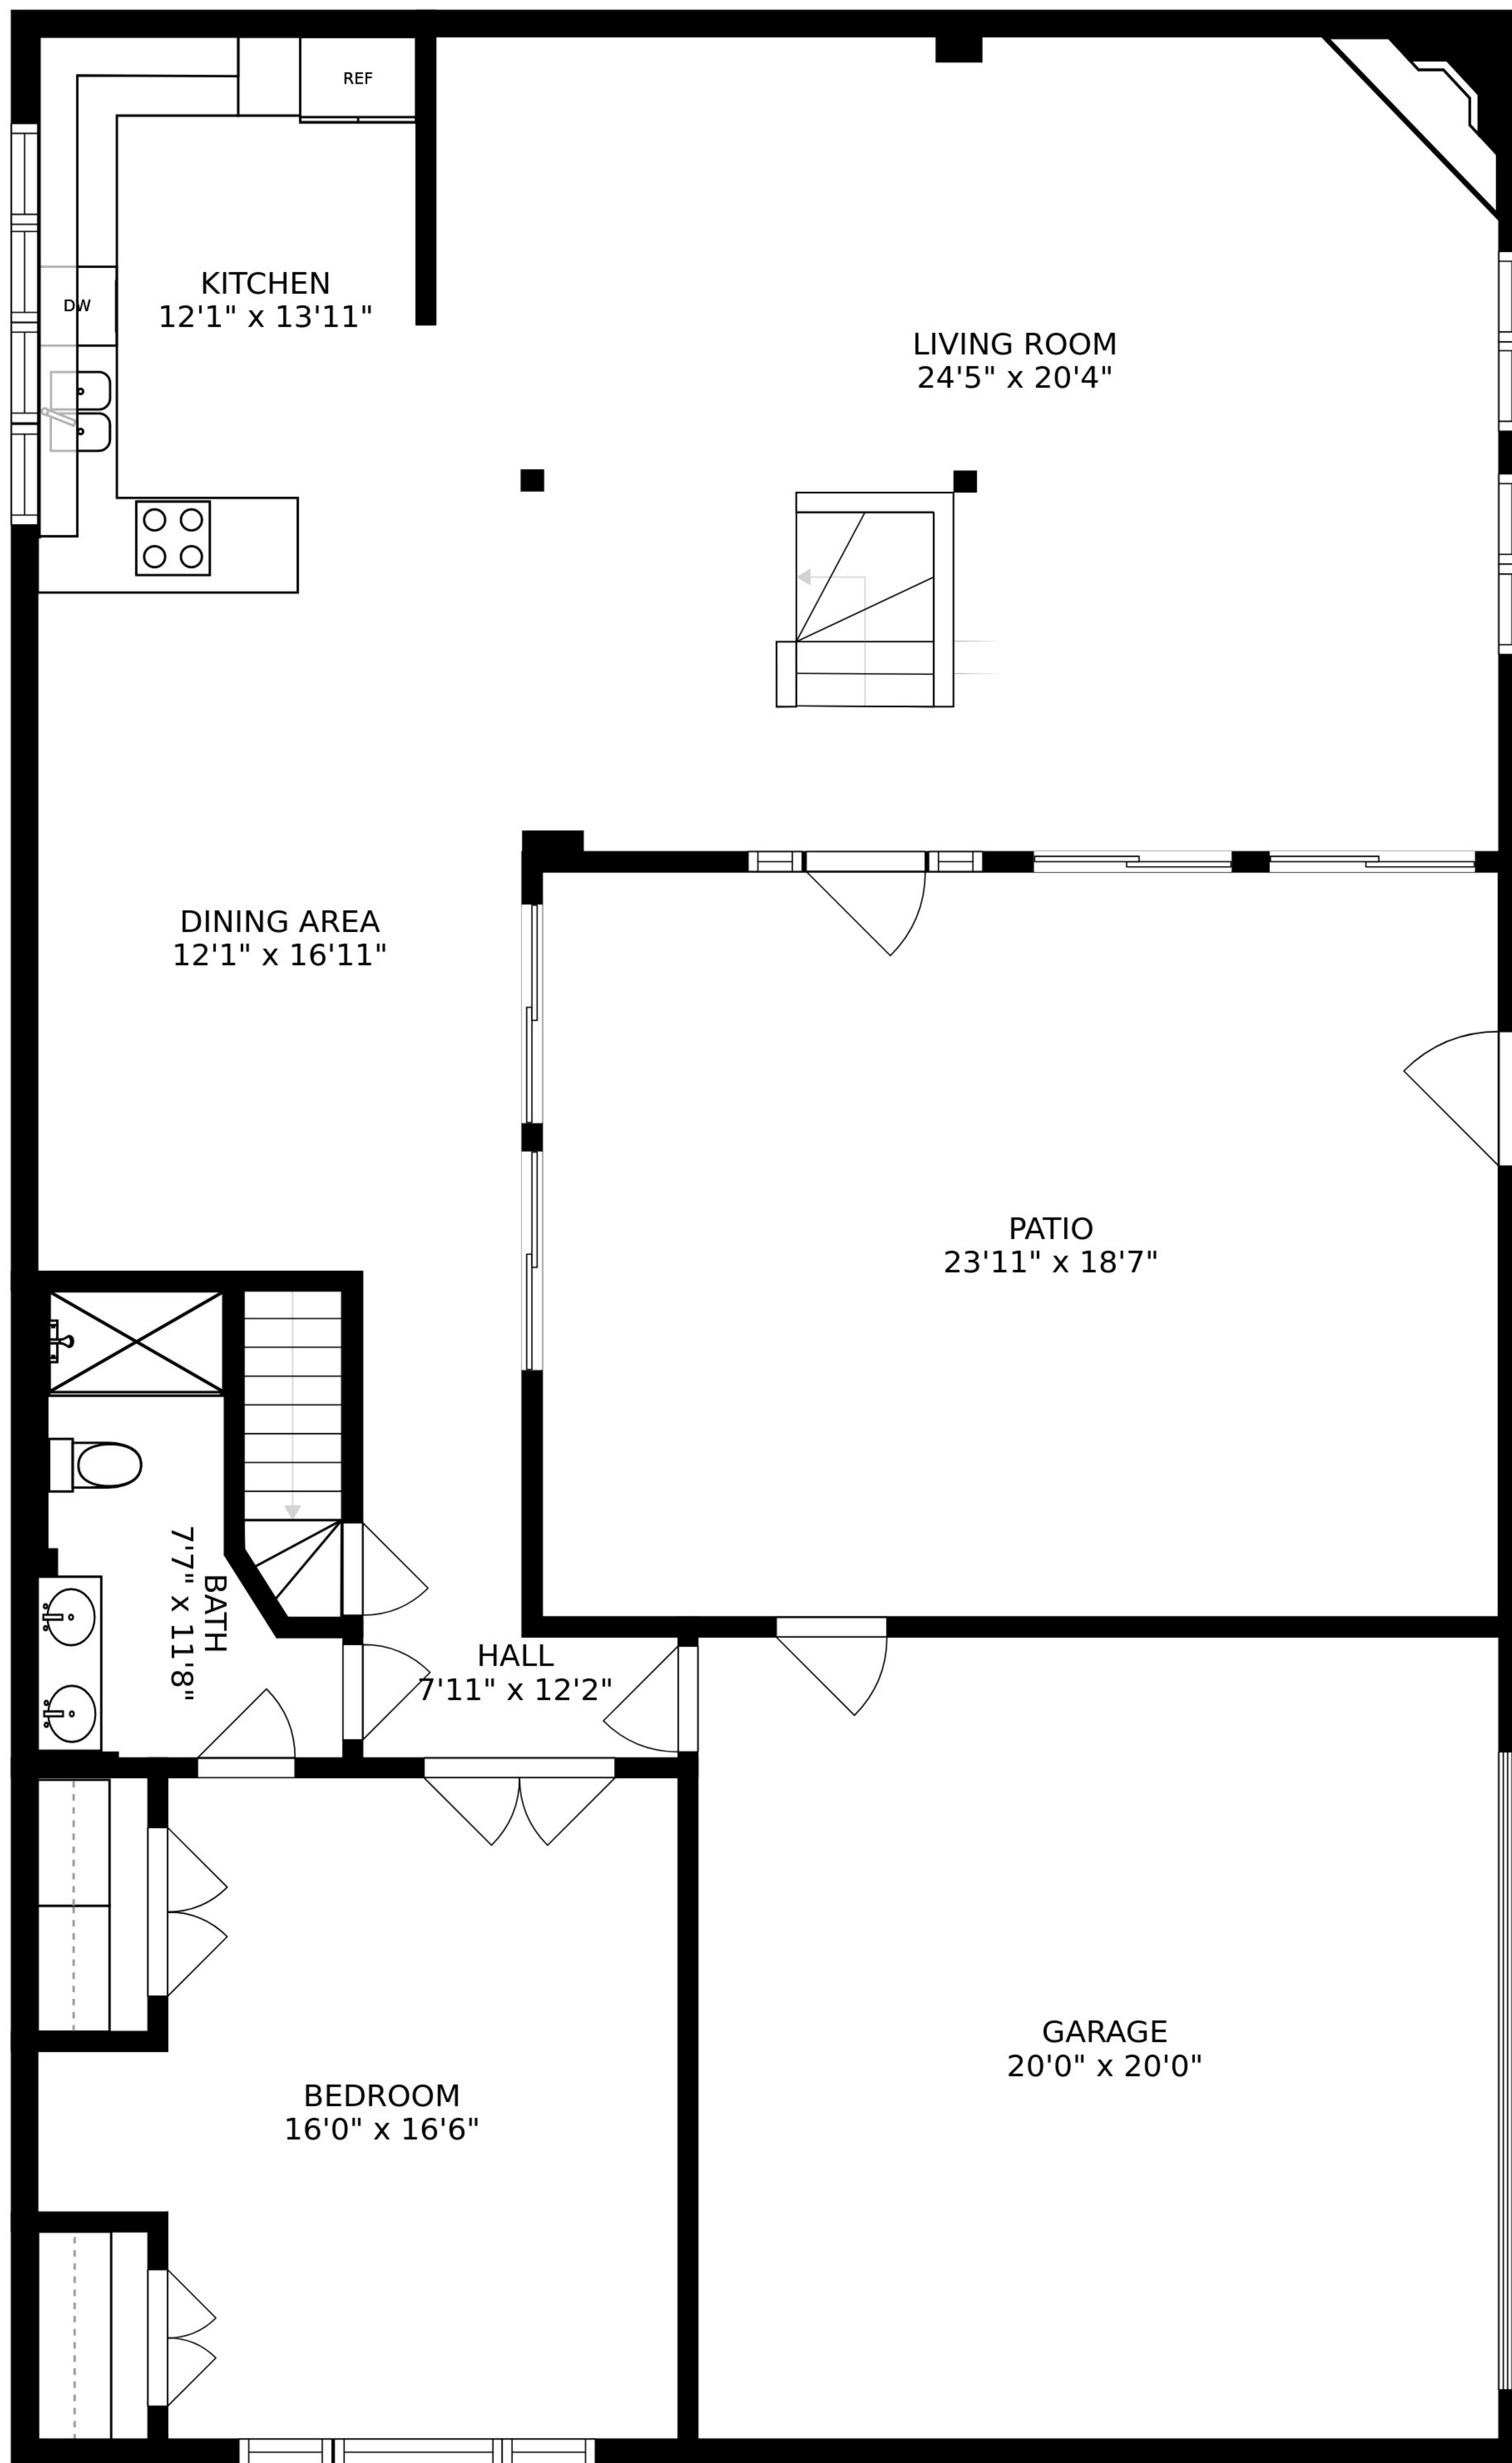 REF
KITCHEN
12'1" x 13'11"
DW
LIVING ROOM
24'5" x 20'4"
DINING AREA
12'1" x 16'11"
PATIO
23'11" x 18'7"
BATH
7'7" x 11'8"
HALL
7'11" x 12'2"
BEDROOM
16'0" x 16'6"
GARAGE
20'0" x 20'0"